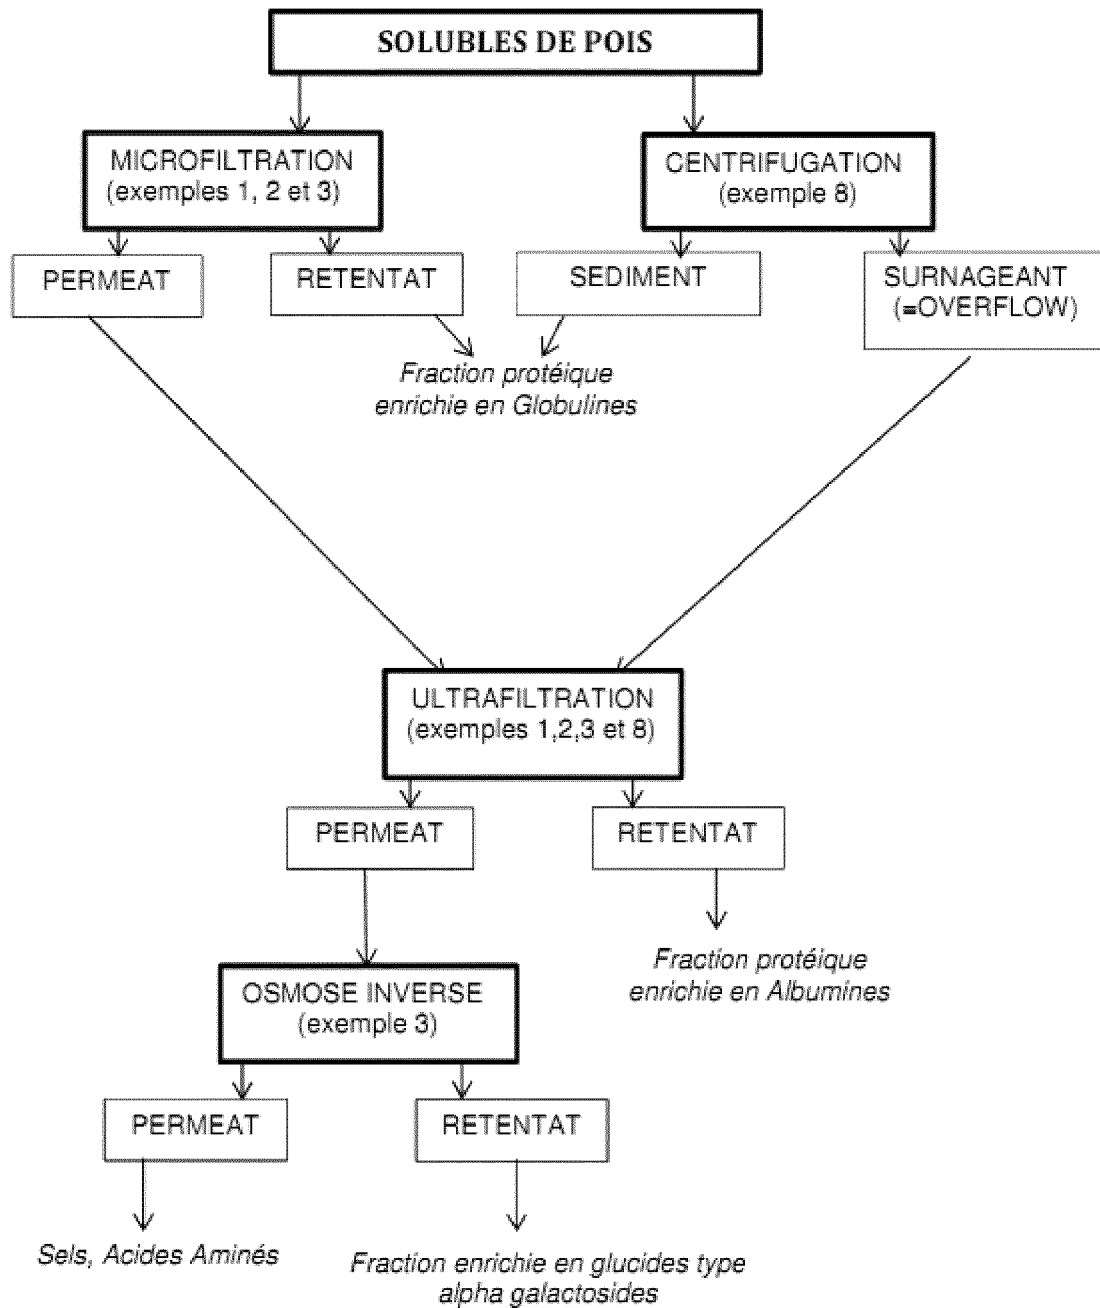 SOLUBLES DE POIS
MICROFILTRATION
(exemples 1, 2 et 3)
CENTRIFUGATION
(exemple 8)
PERMEAT
RETENTAT
SEDIMENT
SURNAGEANT
(=OVERFLOW)
Fraction protéique
enrichie en Globulines
ULTRAFILTRATION
(exemples 1,2,3 et 8)
PERMEAT
RETENTAT
Fraction protéique
enrichie en Albumines
OSMOSE INVERSE
(exemple 3)
PERMEAT
RETENTAT
Sels, Acides Aminés
Fraction enrichie en glucides type
alpha galactosides